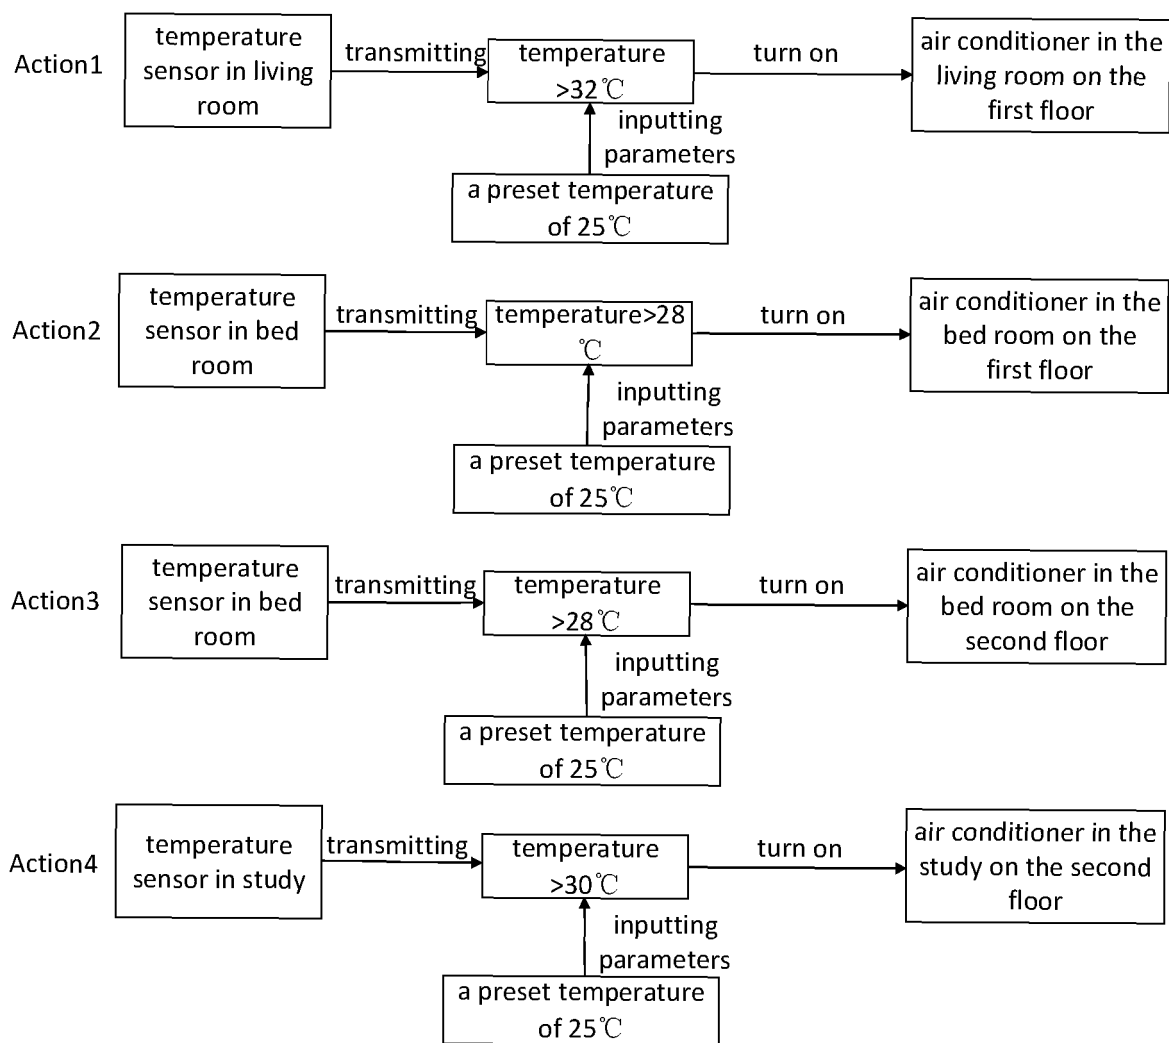 Action1
temperature
sensor in living
room
transmitting
temperature
>32℃
turn on
air conditioner in the
living room on the
first floor
inputting
parameters
a preset temperature
of 25℃
Action2
temperature
sensor in bed
room
transmitting
temperature>28
℃
turn on
air conditioner in the
bed room on the
first floor
inputting
parameters
a preset temperature
of 25℃
Action3
temperature
sensor in bed
room
transmitting
temperature
>28℃
turn on
air conditioner in the
bed room on the
second floor
inputting
parameters
a preset temperature
of 25℃
Action4
temperature
sensor in study
transmitting
temperature
>30℃
turn on
air conditioner in the
study on the second
floor
inputting
parameters
a preset temperature
of 25℃